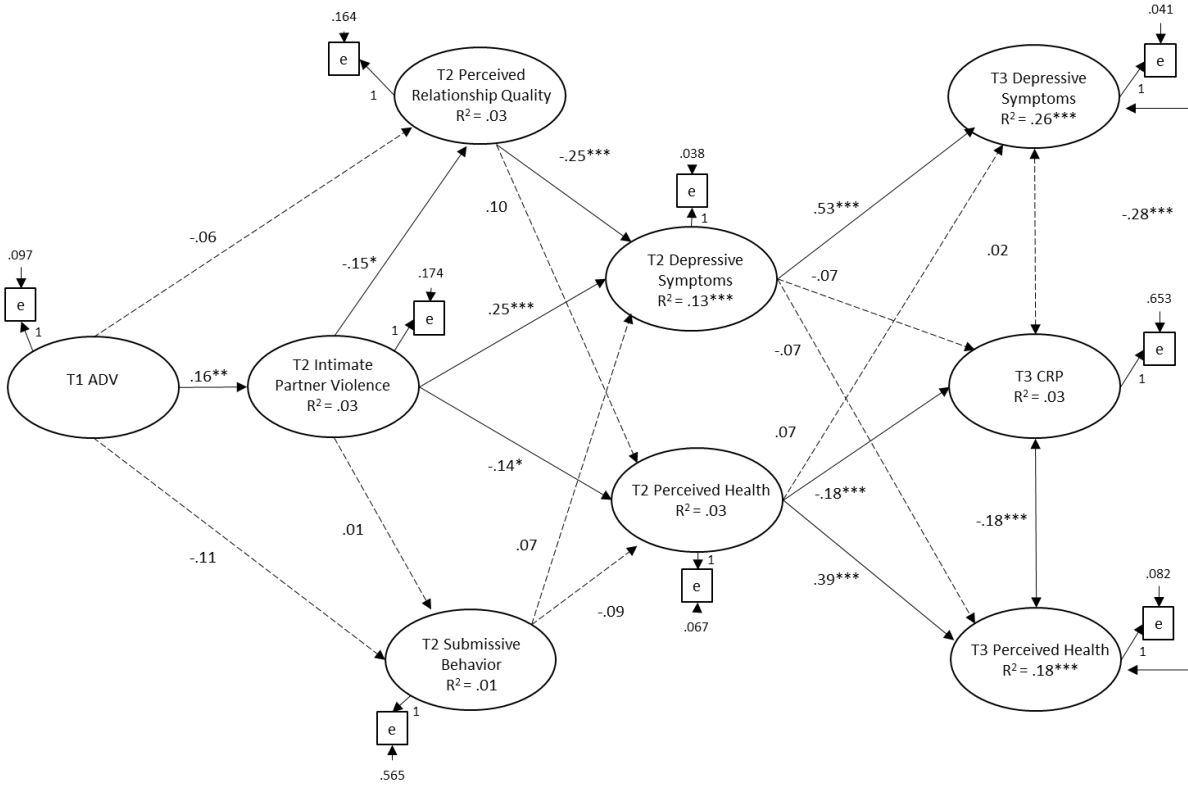 .164
e
1
T2 Perceived
Relationship Quality
R² = .03
.041
e
1
T3 Depressive
Symptoms
R² = .26***
-.25***
.10
.038
e
1
.53***
-.28***
-.06
-.15*
.097
e
1
.174
e
1
T2 Depressive
Symptoms
R² = .13***
.25***
-.07
.02
.653
e
1
-.07
T1 ADV
.16**
T2 Intimate
Partner Violence
R² = .03
T3 CRP
R² = .03
.07
-.14*
T2 Perceived Health
R² = .03
-.18***
-.18***
.01
.07
-.11
1
e
.067
.39***
-.09
.082
e
1
T2 Submissive
Behavior
R² = .01
T3 Perceived Health
R² = .18***
1
e
.565